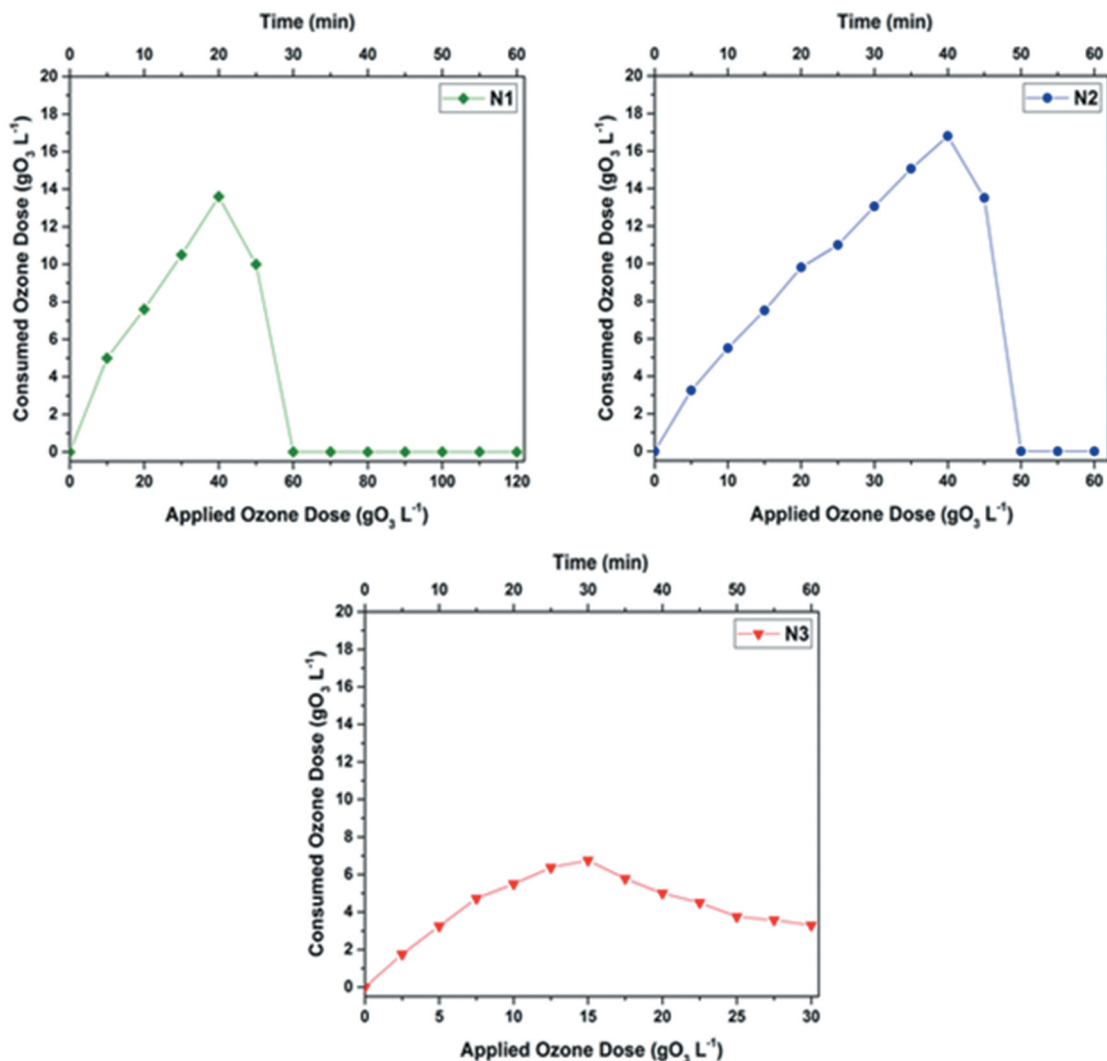 Time (min)
0 10 20 30 40 50 60
20
18
16
14
12
10
8
6
4
2
0
Consumed Ozone Dose (gO₃ L⁻¹)
N1
0 20 40 60 80 100 120
Applied Ozone Dose (gO₃ L⁻¹)
Time (min)
0 10 20 30 40 50 60
20
18
16
14
12
10
8
6
4
2
0
Consumed Ozone Dose (gO₃ L⁻¹)
N2
0 10 20 30 40 50 60
Applied Ozone Dose (gO₃ L⁻¹)
Time (min)
0 10 20 30 40 50 60
20
18
16
14
12
10
8
6
4
2
0
Consumed Ozone Dose (gO₃ L⁻¹)
N3
0 5 10 15 20 25 30
Applied Ozone Dose (gO₃ L⁻¹)